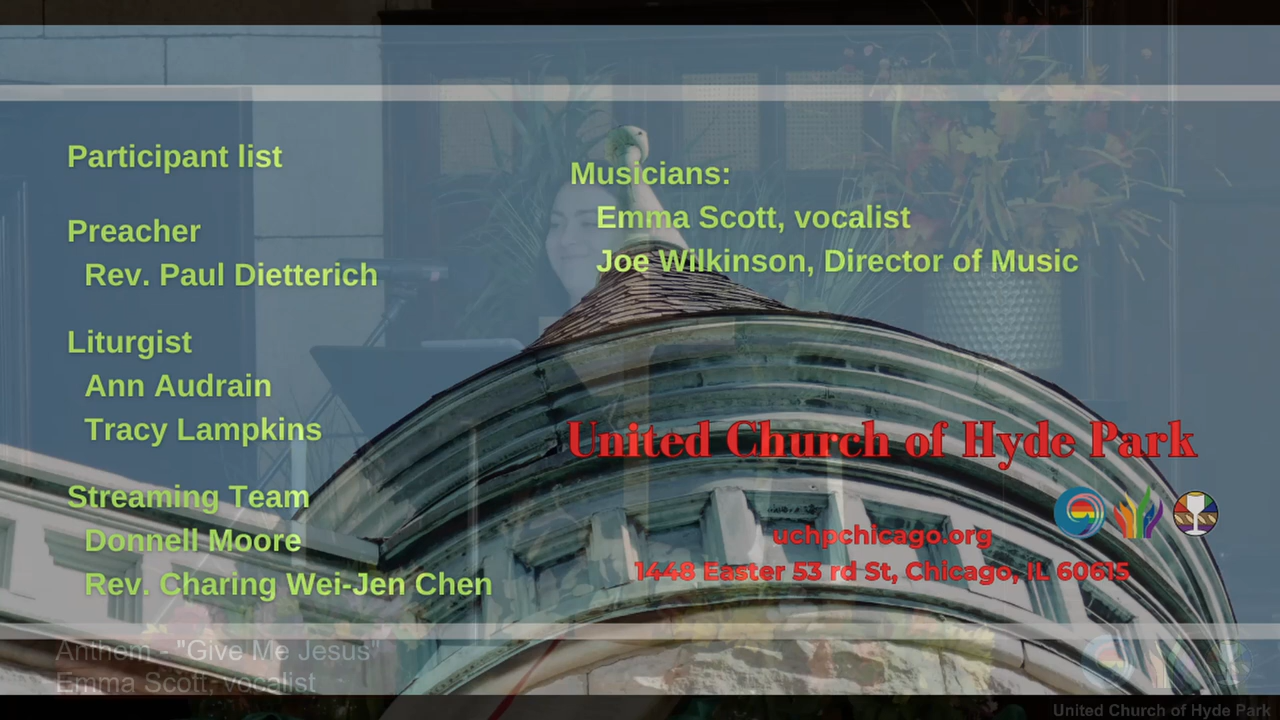 Participant list
Preacher
Rev. Paul Dietterich
Liturgist
Ann Audrain
Tracy Lampkins
Streaming Team
Donnell Moore
Rev. Charing Wei-Jen Chen
Musicians:
Emma Scott, vocalist
Joe Wilkinson, Director of Music
United Church of Hyde Park
uchpchicago.org
1448 Easter 53 rd St, Chicago, IL 60615
Anthem - "Give Me Jesus"
Emma Scott, vocalist
United Church of Hyde Park